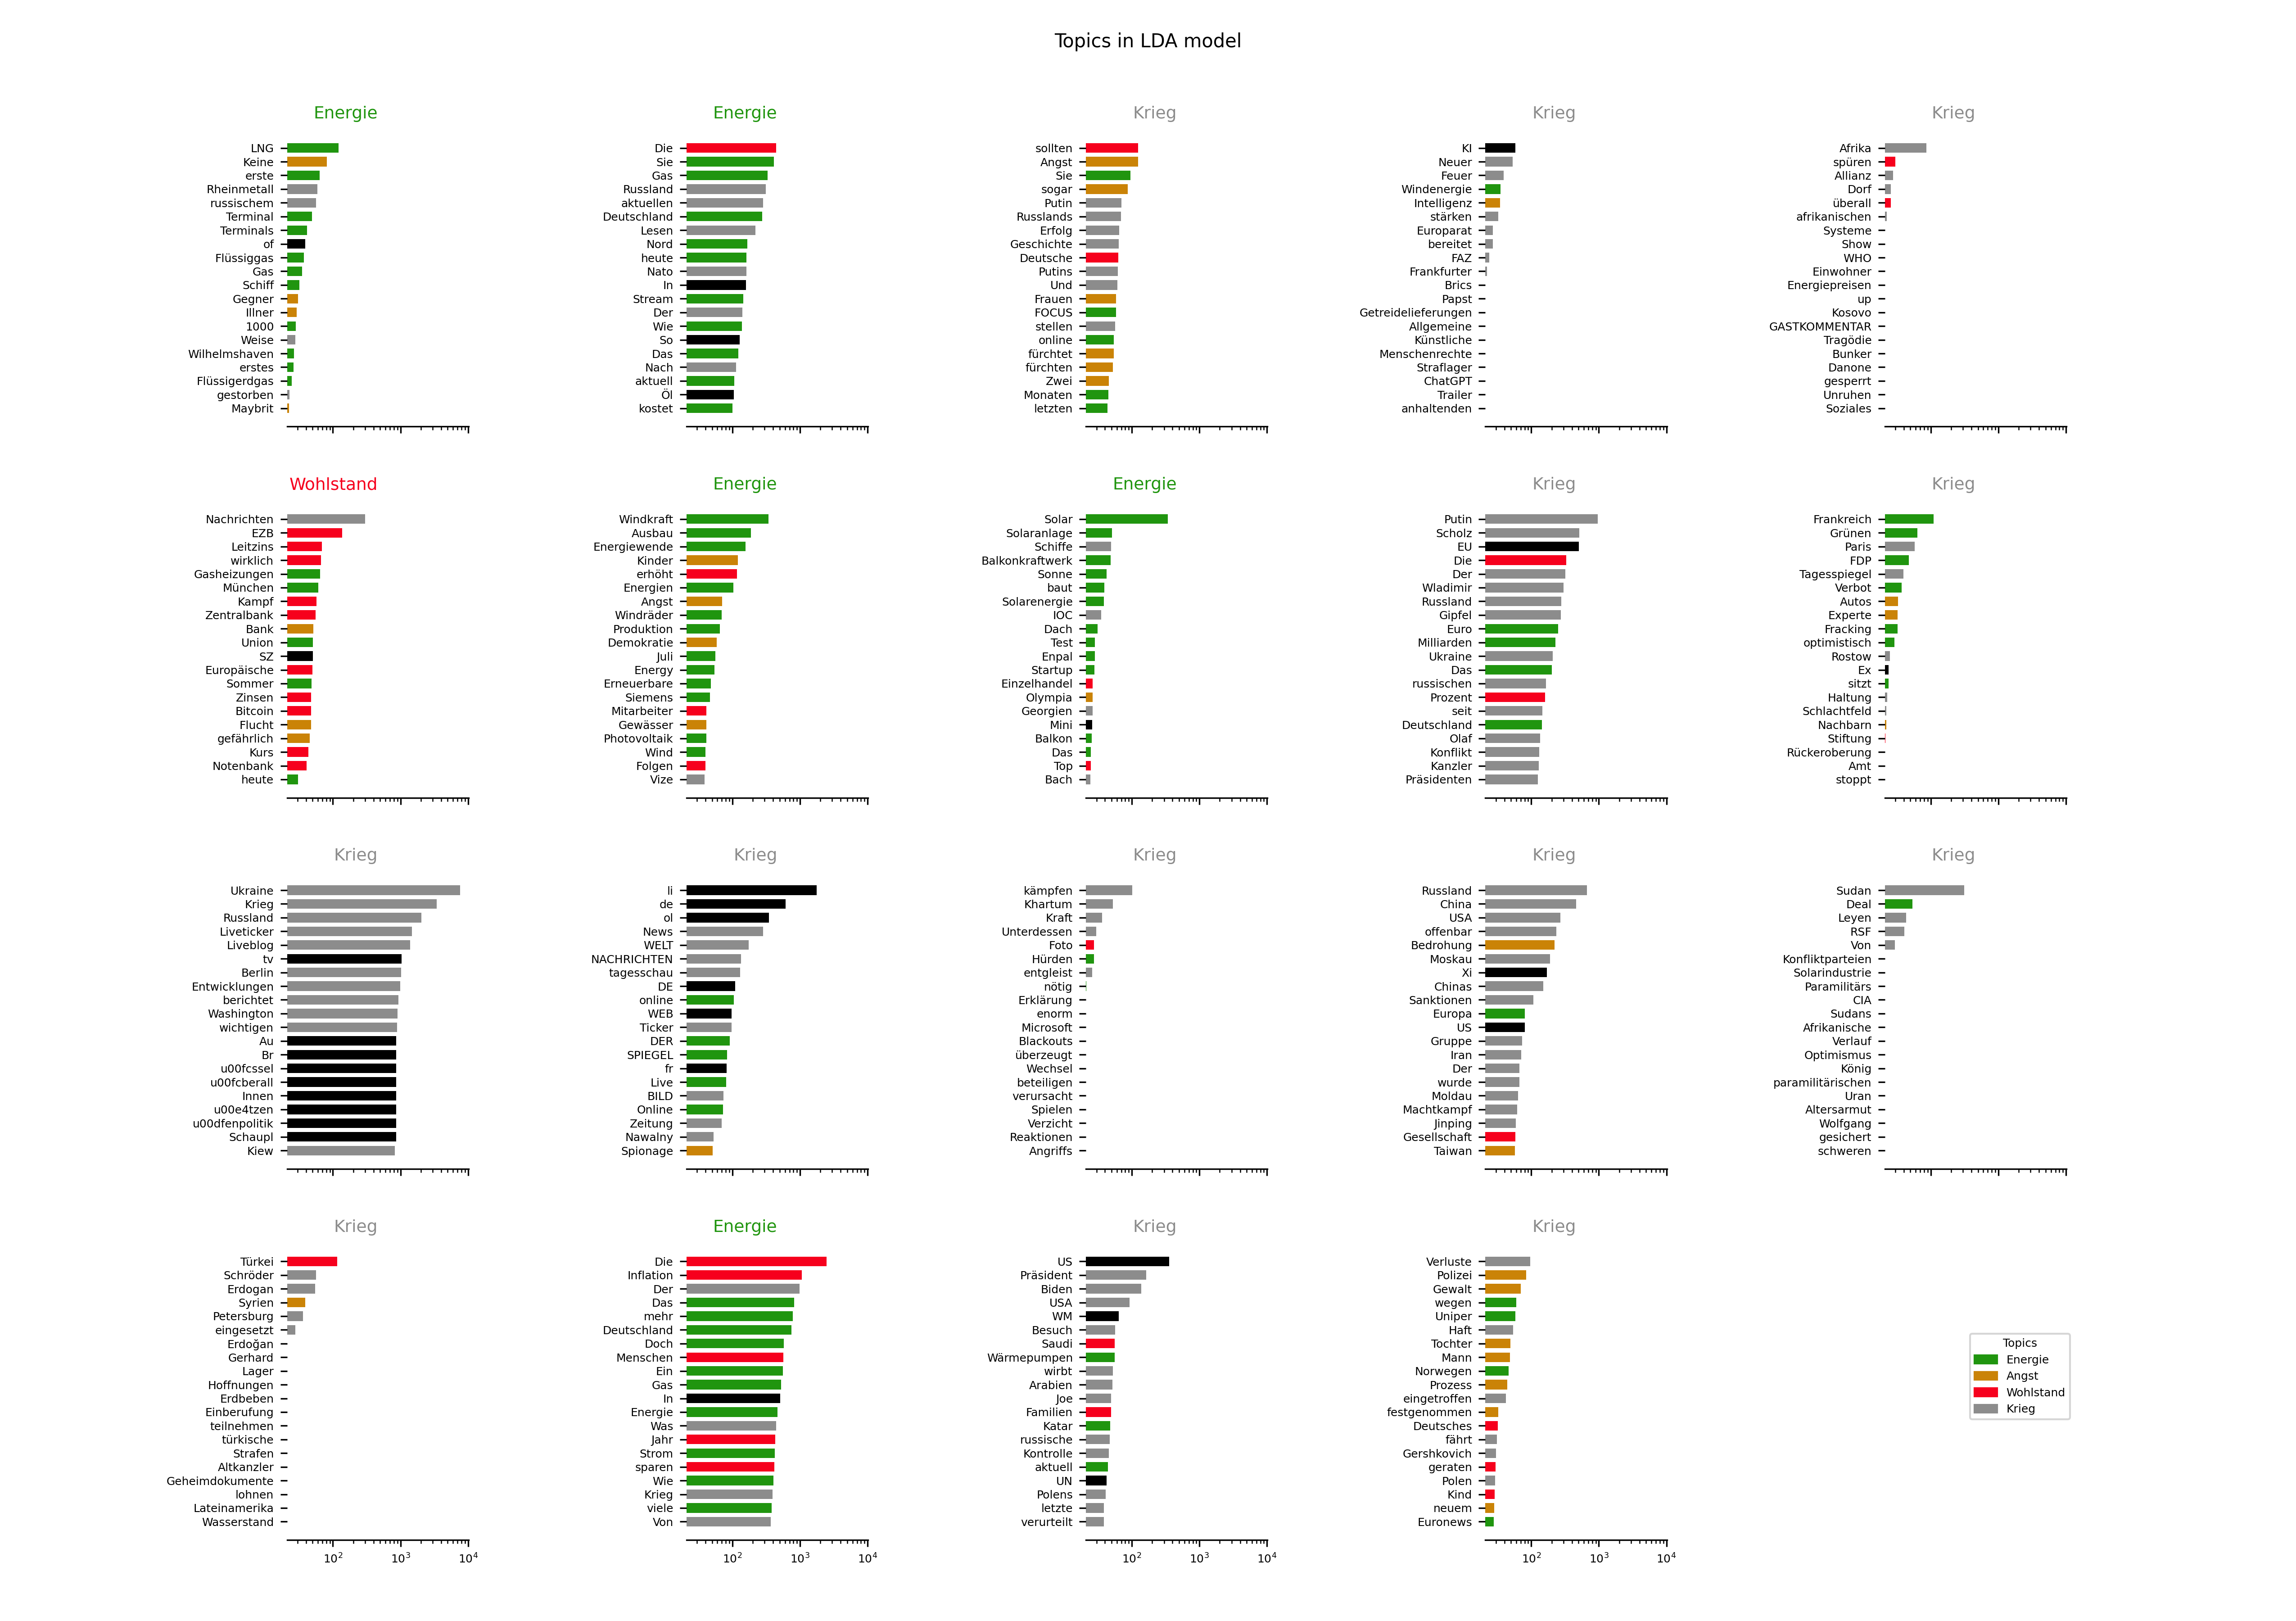 Topics in LDA model
Energie
LNG
Keine
erste
Rheinmetall
russischem
Terminal
Terminals
of
Flüssiggas
Gas
Schiff
Gegner
Illner
1000
Weise
Wilhelmshaven
erstes
Flüssigerdgas
gestorben
Maybrit
Energie
Die
Sie
Gas
Russland
aktuellen
Deutschland
Lesen
Nord
heute
Nato
In
Stream
Der
Wie
So
Das
Nach
aktuell
Öl
kostet
Krieg
sollten
Angst
Sie
sogar
Putin
Russlands
Erfolg
Geschichte
Deutsche
Putins
Und
Frauen
FOCUS
stellen
online
fürchtet
fürchten
Zwei
Monaten
letzten
Krieg
KI
Neuer
Feuer
Windenergie
Intelligenz
stärken
Europarat
bereitet
FAZ
Frankfurter
Brics
Papst
Getreidelieferungen
Allgemeine
Künstliche
Menschenrechte
Straflager
ChatGPT
Trailer
anhaltenden
Krieg
Afrika
spüren
Allianz
Dorf
überall
afrikanischen
Systeme
Show
WHO
Einwohner
Energiepreisen
up
Kosovo
GASTKOMMENTAR
Tragödie
Bunker
Danone
gesperrt
Unruhen
Soziales
Wohlstand
Nachrichten
EZB
Leitzins
wirklich
Gasheizungen
München
Kampf
Zentralbank
Bank
Union
SZ
Europäische
Sommer
Zinsen
Bitcoin
Flucht
gefährlich
Kurs
Notenbank
heute
Energie
Windkraft
Ausbau
Energiewende
Kinder
erhöht
Energien
Angst
Windräder
Produktion
Demokratie
Juli
Energy
Erneuerbare
Siemens
Mitarbeiter
Gewässer
Photovoltaik
Wind
Folgen
Vize
Energie
Solar
Solaranlage
Schiffe
Balkonkraftwerk
Sonne
baut
Solarenergie
IOC
Dach
Test
Enpal
Startup
Einzelhandel
Olympia
Georgien
Mini
Balkon
Das
Top
Bach
Krieg
Putin
Scholz
EU
Die
Der
Wladimir
Russland
Gipfel
Euro
Milliarden
Ukraine
Das
russischen
Prozent
seit
Deutschland
Olaf
Konflikt
Kanzler
Präsidenten
Krieg
Frankreich
Grünen
Paris
FDP
Tagesspiegel
Verbot
Autos
Experte
Fracking
optimistisch
Rostow
Ex
sitzt
Haltung
Schlachtfeld
Nachbarn
Stiftung
Rückeroberung
Amt
stoppt
Krieg
Ukraine
Krieg
Russland
Liveticker
Liveblog
tv
Berlin
Entwicklungen
berichtet
Washington
wichtigen
Au
Br
u00fcssel
u00fcberall
Innen
u00e4tzen
u00dfenpolitik
Schaupl
Kiew
Krieg
li
de
ol
News
WELT
NACHRICHTEN
tagesschau
DE
online
WEB
Ticker
DER
SPIEGEL
fr
Live
BILD
Online
Zeitung
Nawalny
Spionage
Krieg
kämpfen
Khartum
Kraft
Unterdessen
Foto
Hürden
entgleist
nötig
Erklärung
enorm
Microsoft
Blackouts
überzeugt
Wechsel
beteiligen
verursacht
Spielen
Verzicht
Reaktionen
Angriffs
Krieg
Russland
China
USA
offenbar
Bedrohung
Moskau
Xi
Chinas
Sanktionen
Europa
US
Gruppe
Iran
Der
wurde
Moldau
Machtkampf
Jinping
Gesellschaft
Taiwan
Krieg
Sudan
Deal
Leyen
RSF
Von
Konfliktparteien
Solarindustrie
Paramilitärs
CIA
Sudans
Afrikanische
Verlauf
Optimismus
König
paramilitärischen
Uran
Altersarmut
Wolfgang
gesichert
schweren
Krieg
Türkei
Schröder
Erdogan
Syrien
Petersburg
eingesetzt
Erdoğan
Gerhard
Lager
Hoffnungen
Erdbeben
Einberufung
teilnehmen
türkische
Strafen
Altkanzler
Geheimdokumente
lohnen
Lateinamerika
Wasserstand
10² 10³ 10⁴
Energie
Die
Inflation
Der
Das
mehr
Deutschland
Doch
Menschen
Ein
Gas
In
Energie
Was
Jahr
Strom
sparen
Wie
Krieg
viele
Von
10² 10³ 10⁴
Krieg
US
Präsident
Biden
USA
WM
Besuch
Saudi
Wärmepumpen
wirbt
Arabien
Joe
Familien
Katar
russische
Kontrolle
aktuell
UN
Polens
letzte
verurteilt
10² 10³ 10⁴
Krieg
Verluste
Polizei
Gewalt
wegen
Uniper
Haft
Tochter
Mann
Norwegen
Prozess
eingetroffen
festgenommen
Deutsches
fährt
Gershkovich
geraten
Polen
Kind
neuem
Euronews
10² 10³ 10⁴
Topics
Energie
Angst
Wohlstand
Krieg